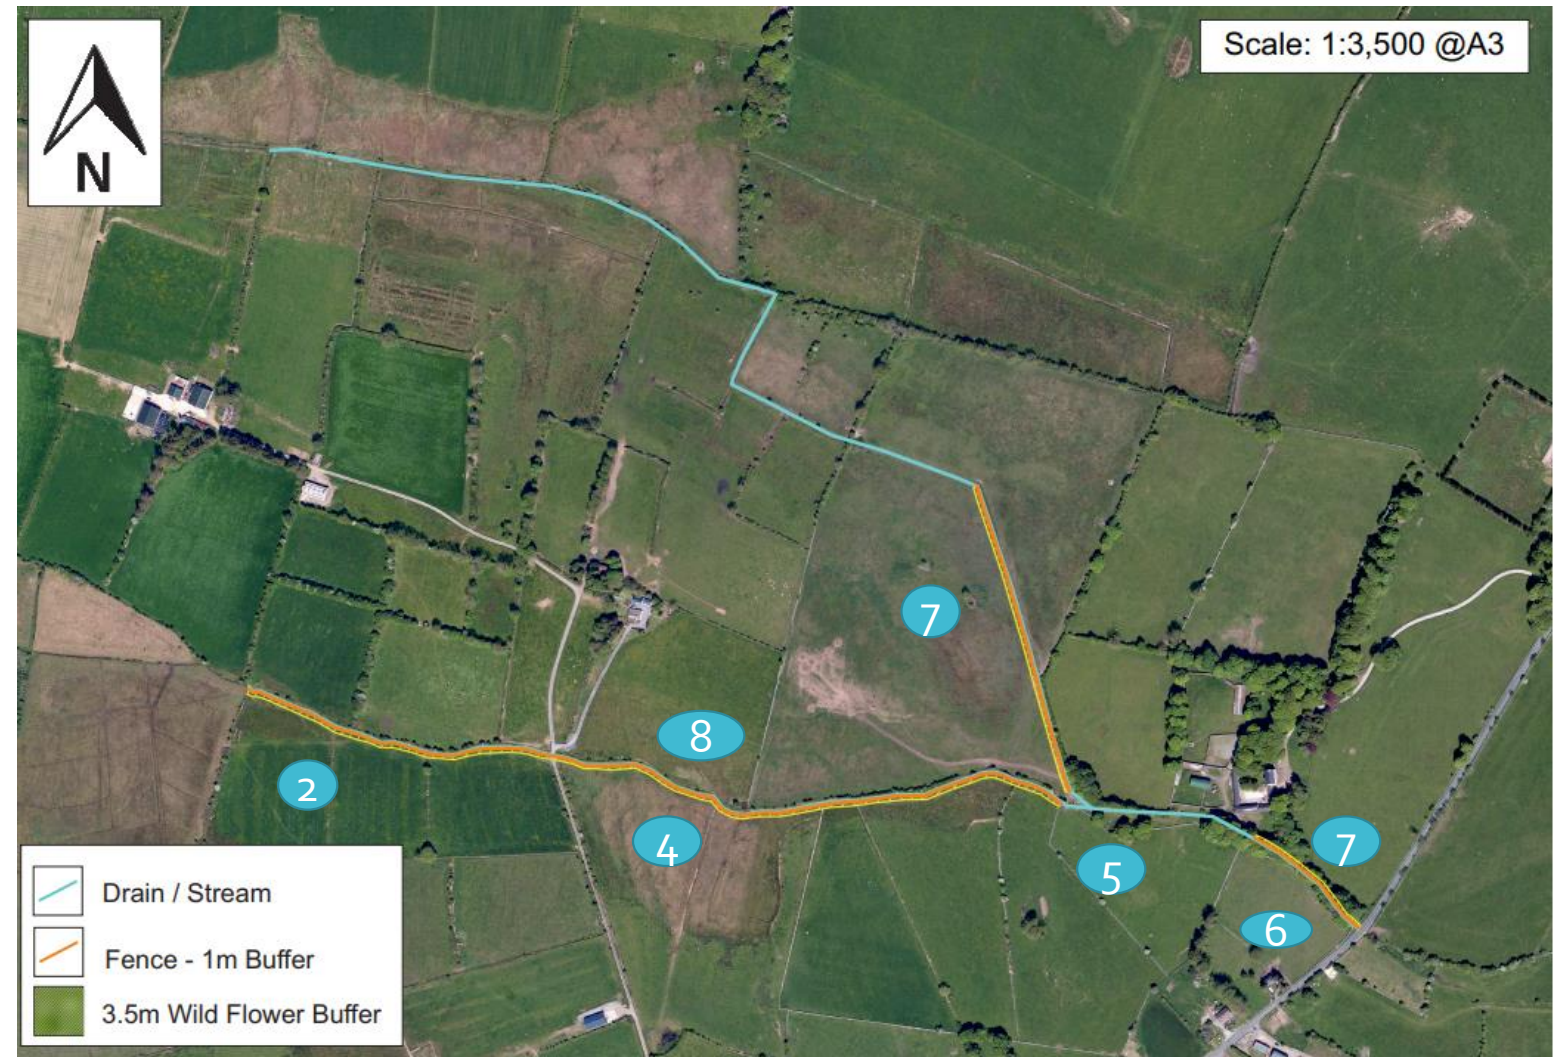 Scale: 1:3,500 @A3
N
7
8
2
4
7
5
6
Drain / Stream
Fence - 1m Buffer
3.5m Wild Flower Buffer